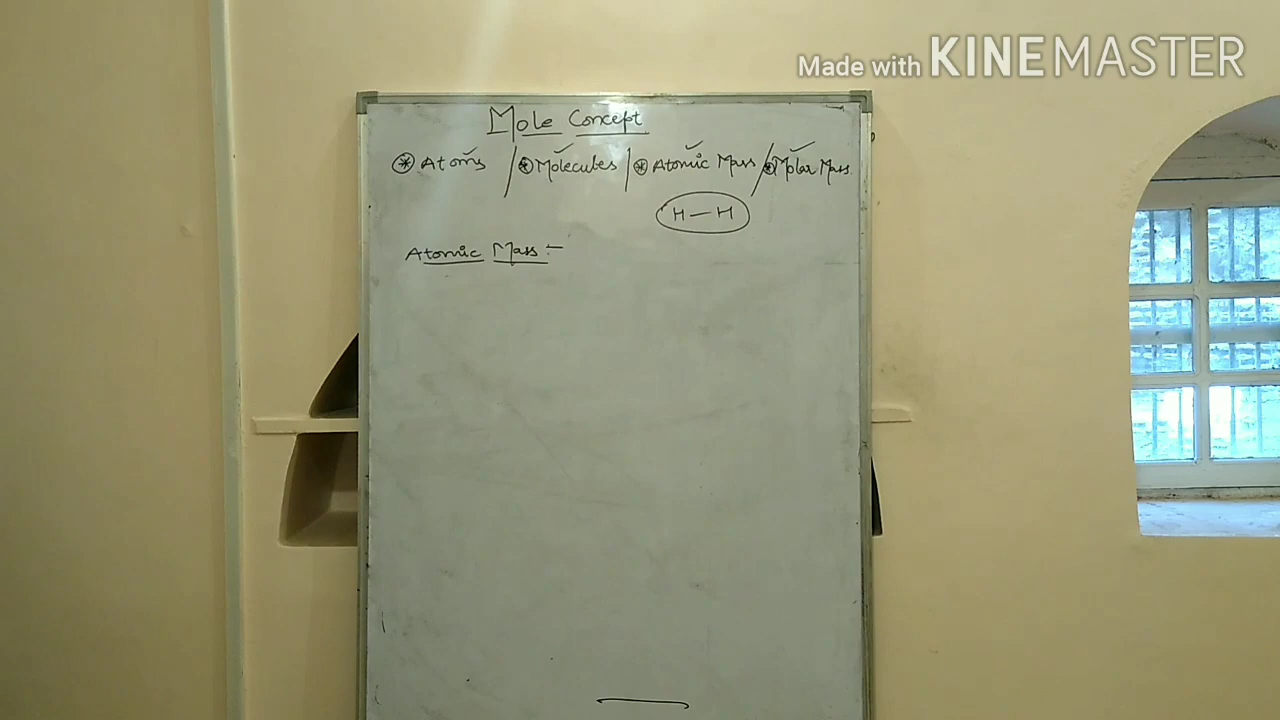 Made with KINEMASTER
Mole Concept
⊛ Atoms / ⊛ Molecules | ⊛ Atomic Mass / ⊛ Molar Mass
H — H
Atomic Mass :-